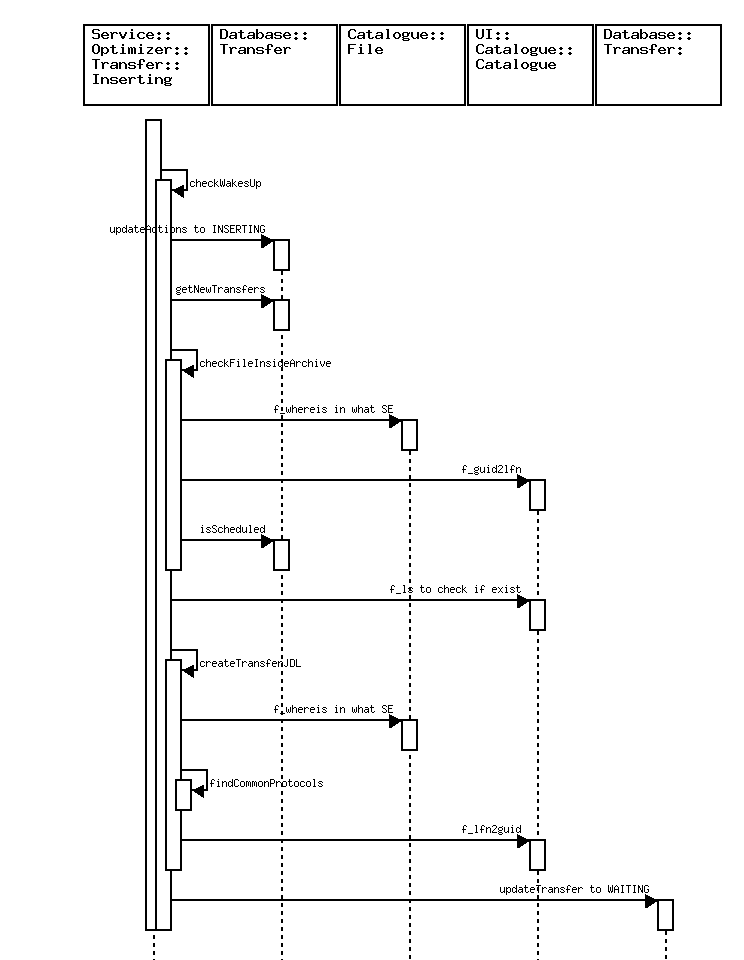 Service::
Optimizer::
Transfer::
Inserting
Database::
Transfer
Catalogue::
File
UI::
Catalogue::
Catalogue
Database::
Transfer:
checkWakesUp
updateActions to INSERTING
getNewTransfers
checkFileInsideArchive
f_whereis in what SE
f_guid2lfn
isScheduled
f_ls to check if exist
createTransferJDL
f_whereis in what SE
findCommonProtocols
f_lfn2guid
updateTransfer to WAITING